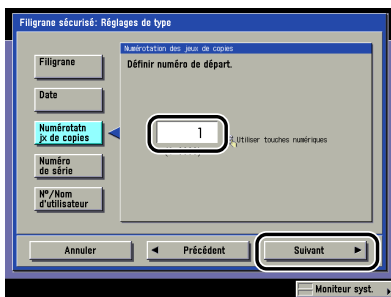 Filigrane sécurisé: Réglages de type
Numérotation des jeux de copies
Définir numéro de départ.
Filigrane
Date
Numérotatn
jx de copies
1
Utiliser touches numériques
Numéro
de série
Nº/Nom
d'utilisateur
Annuler
Précédent
Suivant
Moniteur syst.